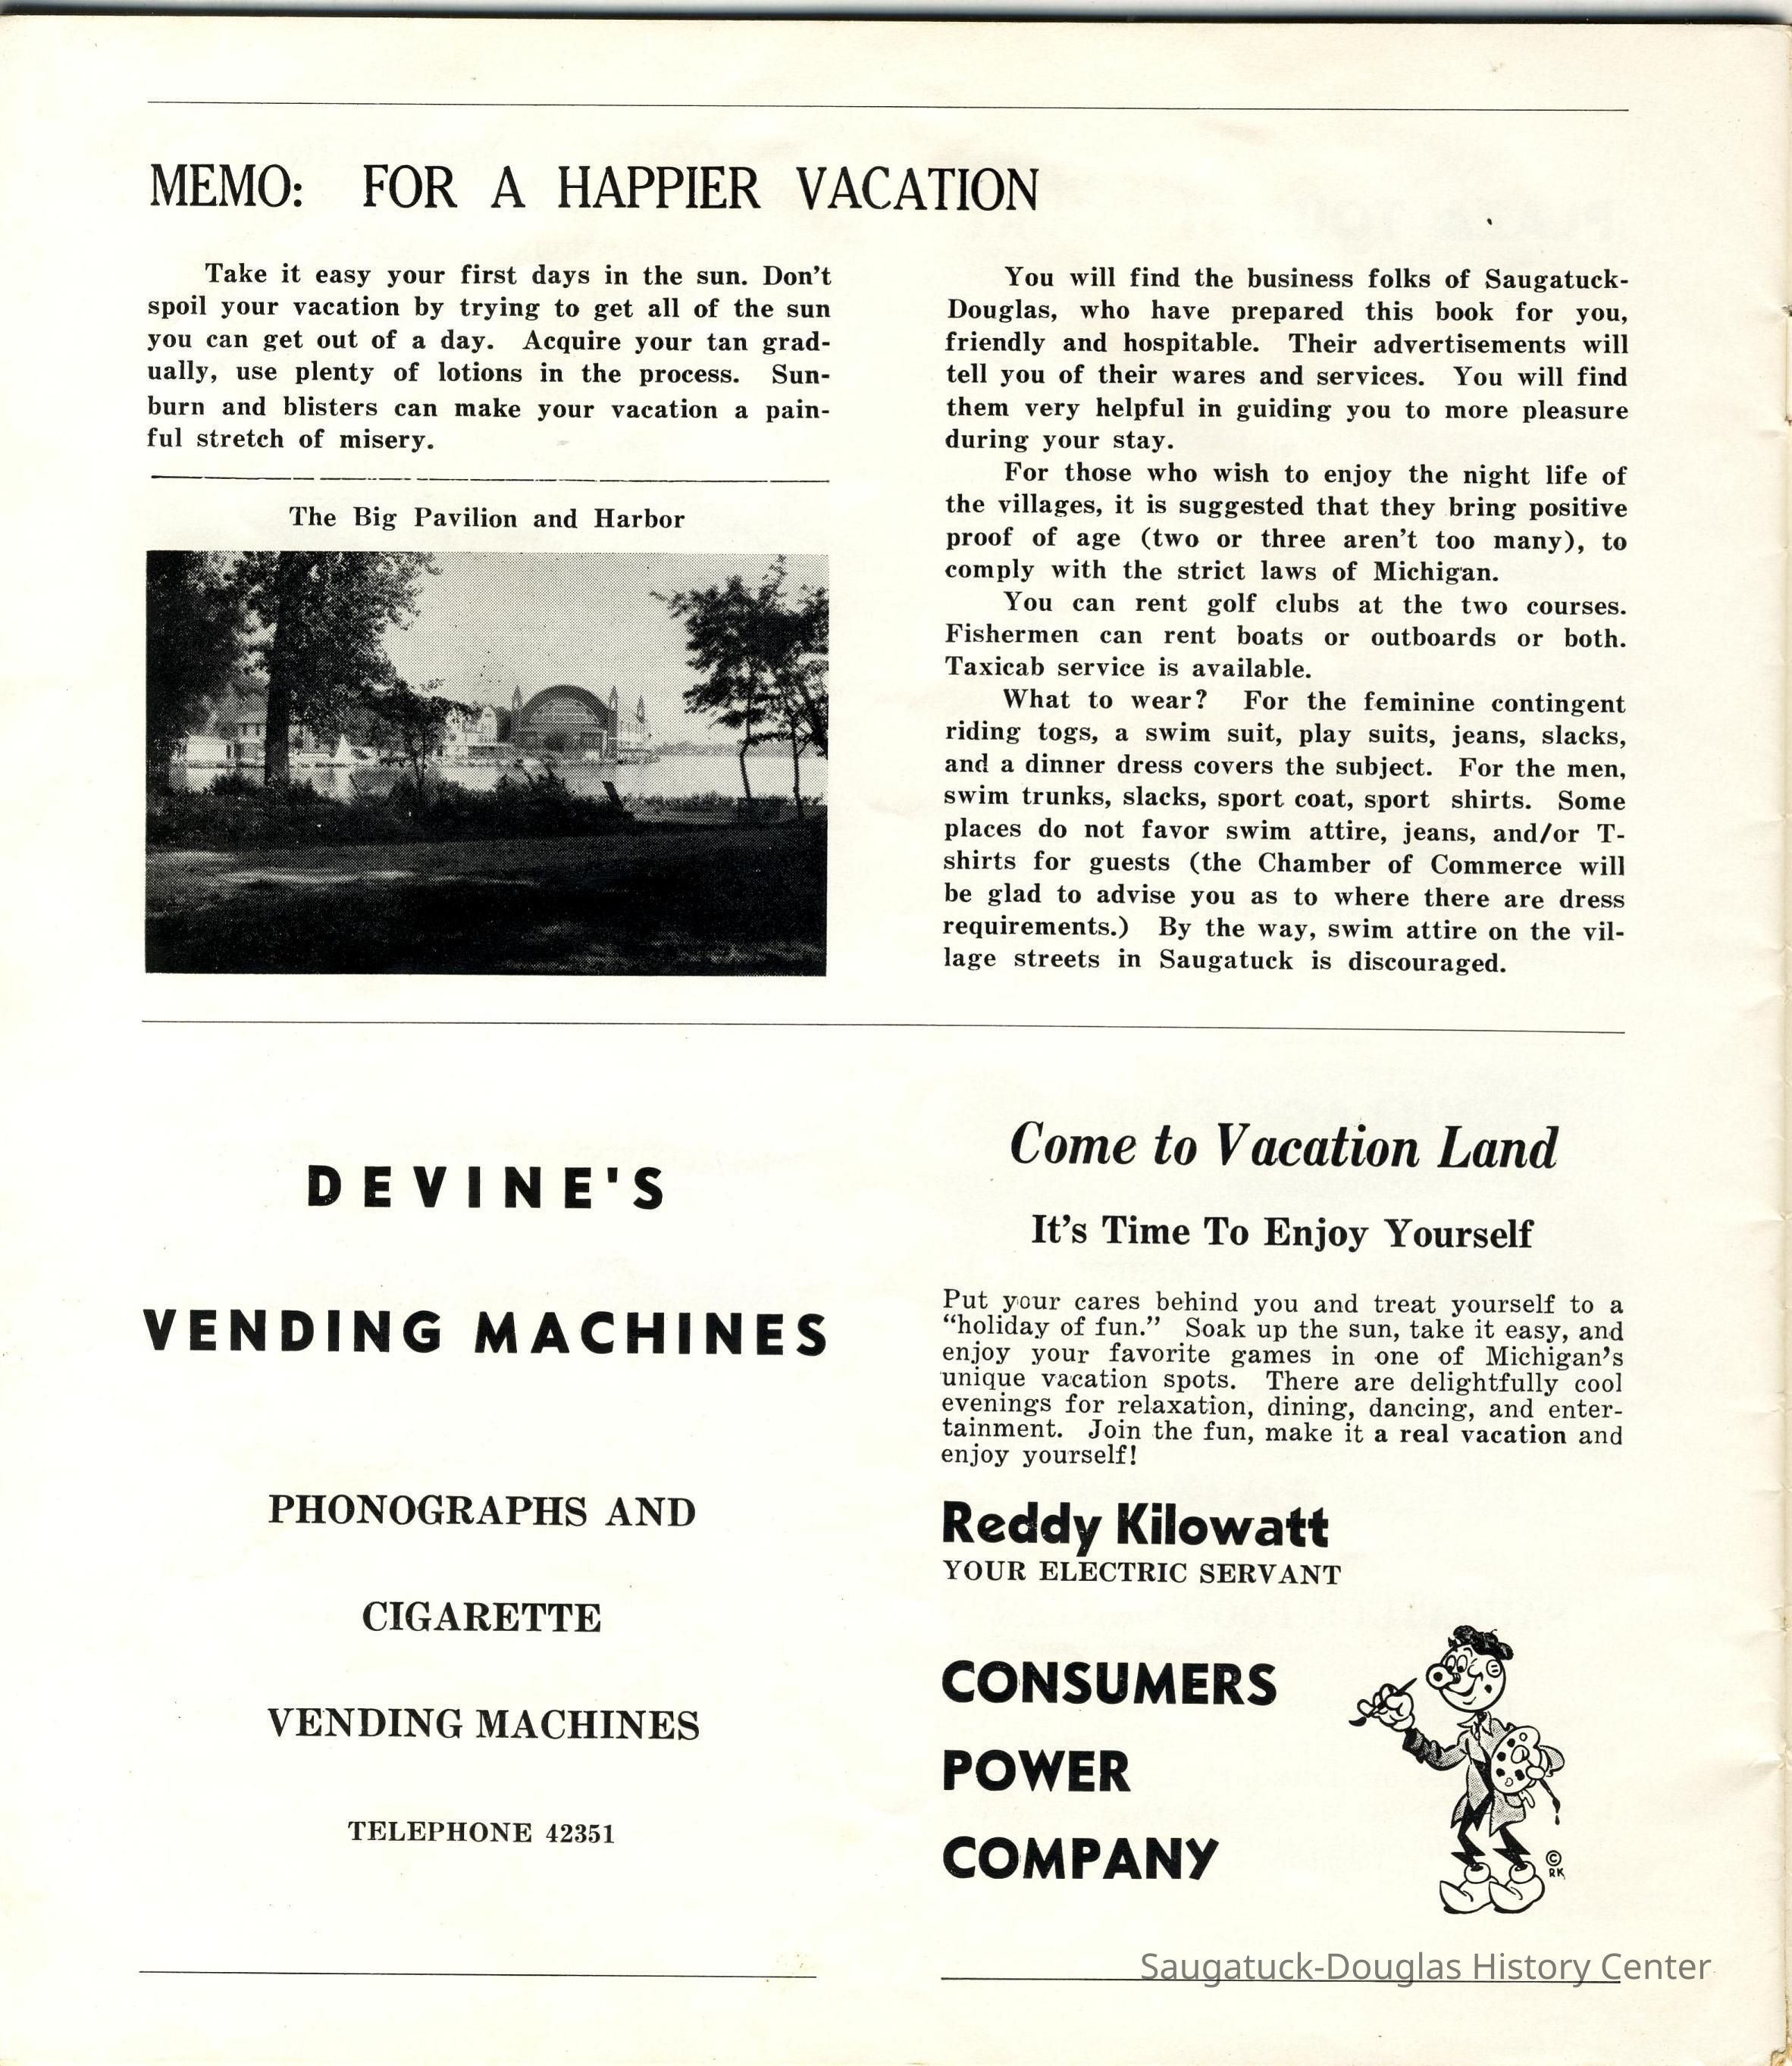 MEMO: FOR A HAPPIER VACATION
Take it easy your first days in the sun. Don't
spoil your vacation by trying to get all of the sun
you can get out of a day. Acquire your tan grad-
ually, use plenty of lotions in the process. Sun-
burn and blisters can make your vacation a pain-
ful stretch of misery.
The Big Pavilion and Harbor
You will find the business folks of Saugatuck-
Douglas, who have prepared this book for you,
friendly and hospitable. Their advertisements will
tell you of their wares and services. You will find
them very helpful in guiding you to more pleasure
during your stay.
For those who wish to enjoy the night life of
the villages, it is suggested that they bring positive
proof of age (two or three aren't too many), to
comply with the strict laws of Michigan.
You can rent golf clubs at the two courses.
Fishermen can rent boats or outboards or both.
Taxicab service is available.
What to wear? For the feminine contingent
riding togs, a swim suit, play suits, jeans, slacks,
and a dinner dress covers the subject. For the men,
swim trunks, slacks, sport coat, sport shirts. Some
places do not favor swim attire, jeans, and/or T-
shirts for guests (the Chamber of Commerce will
be glad to advise you as to where there are dress
requirements.) By the way, swim attire on the vil-
lage streets in Saugatuck is discouraged.
DEVINE'S
VENDING MACHINES
PHONOGRAPHS AND
CIGARETTE
VENDING MACHINES
TELEPHONE 42351
Come to Vacation Land
It's Time To Enjoy Yourself
Put your cares behind you and treat yourself to a
"holiday of fun." Soak up the sun, take it easy, and
enjoy your favorite games in one of Michigan's
unique vacation spots. There are delightfully cool
evenings for relaxation, dining, dancing, and enter-
tainment. Join the fun, make it a real vacation and
enjoy yourself!
Reddy Kilowatt
YOUR ELECTRIC SERVANT
CONSUMERS
POWER
COMPANY
©
RK
Saugatuck-Douglas History Center